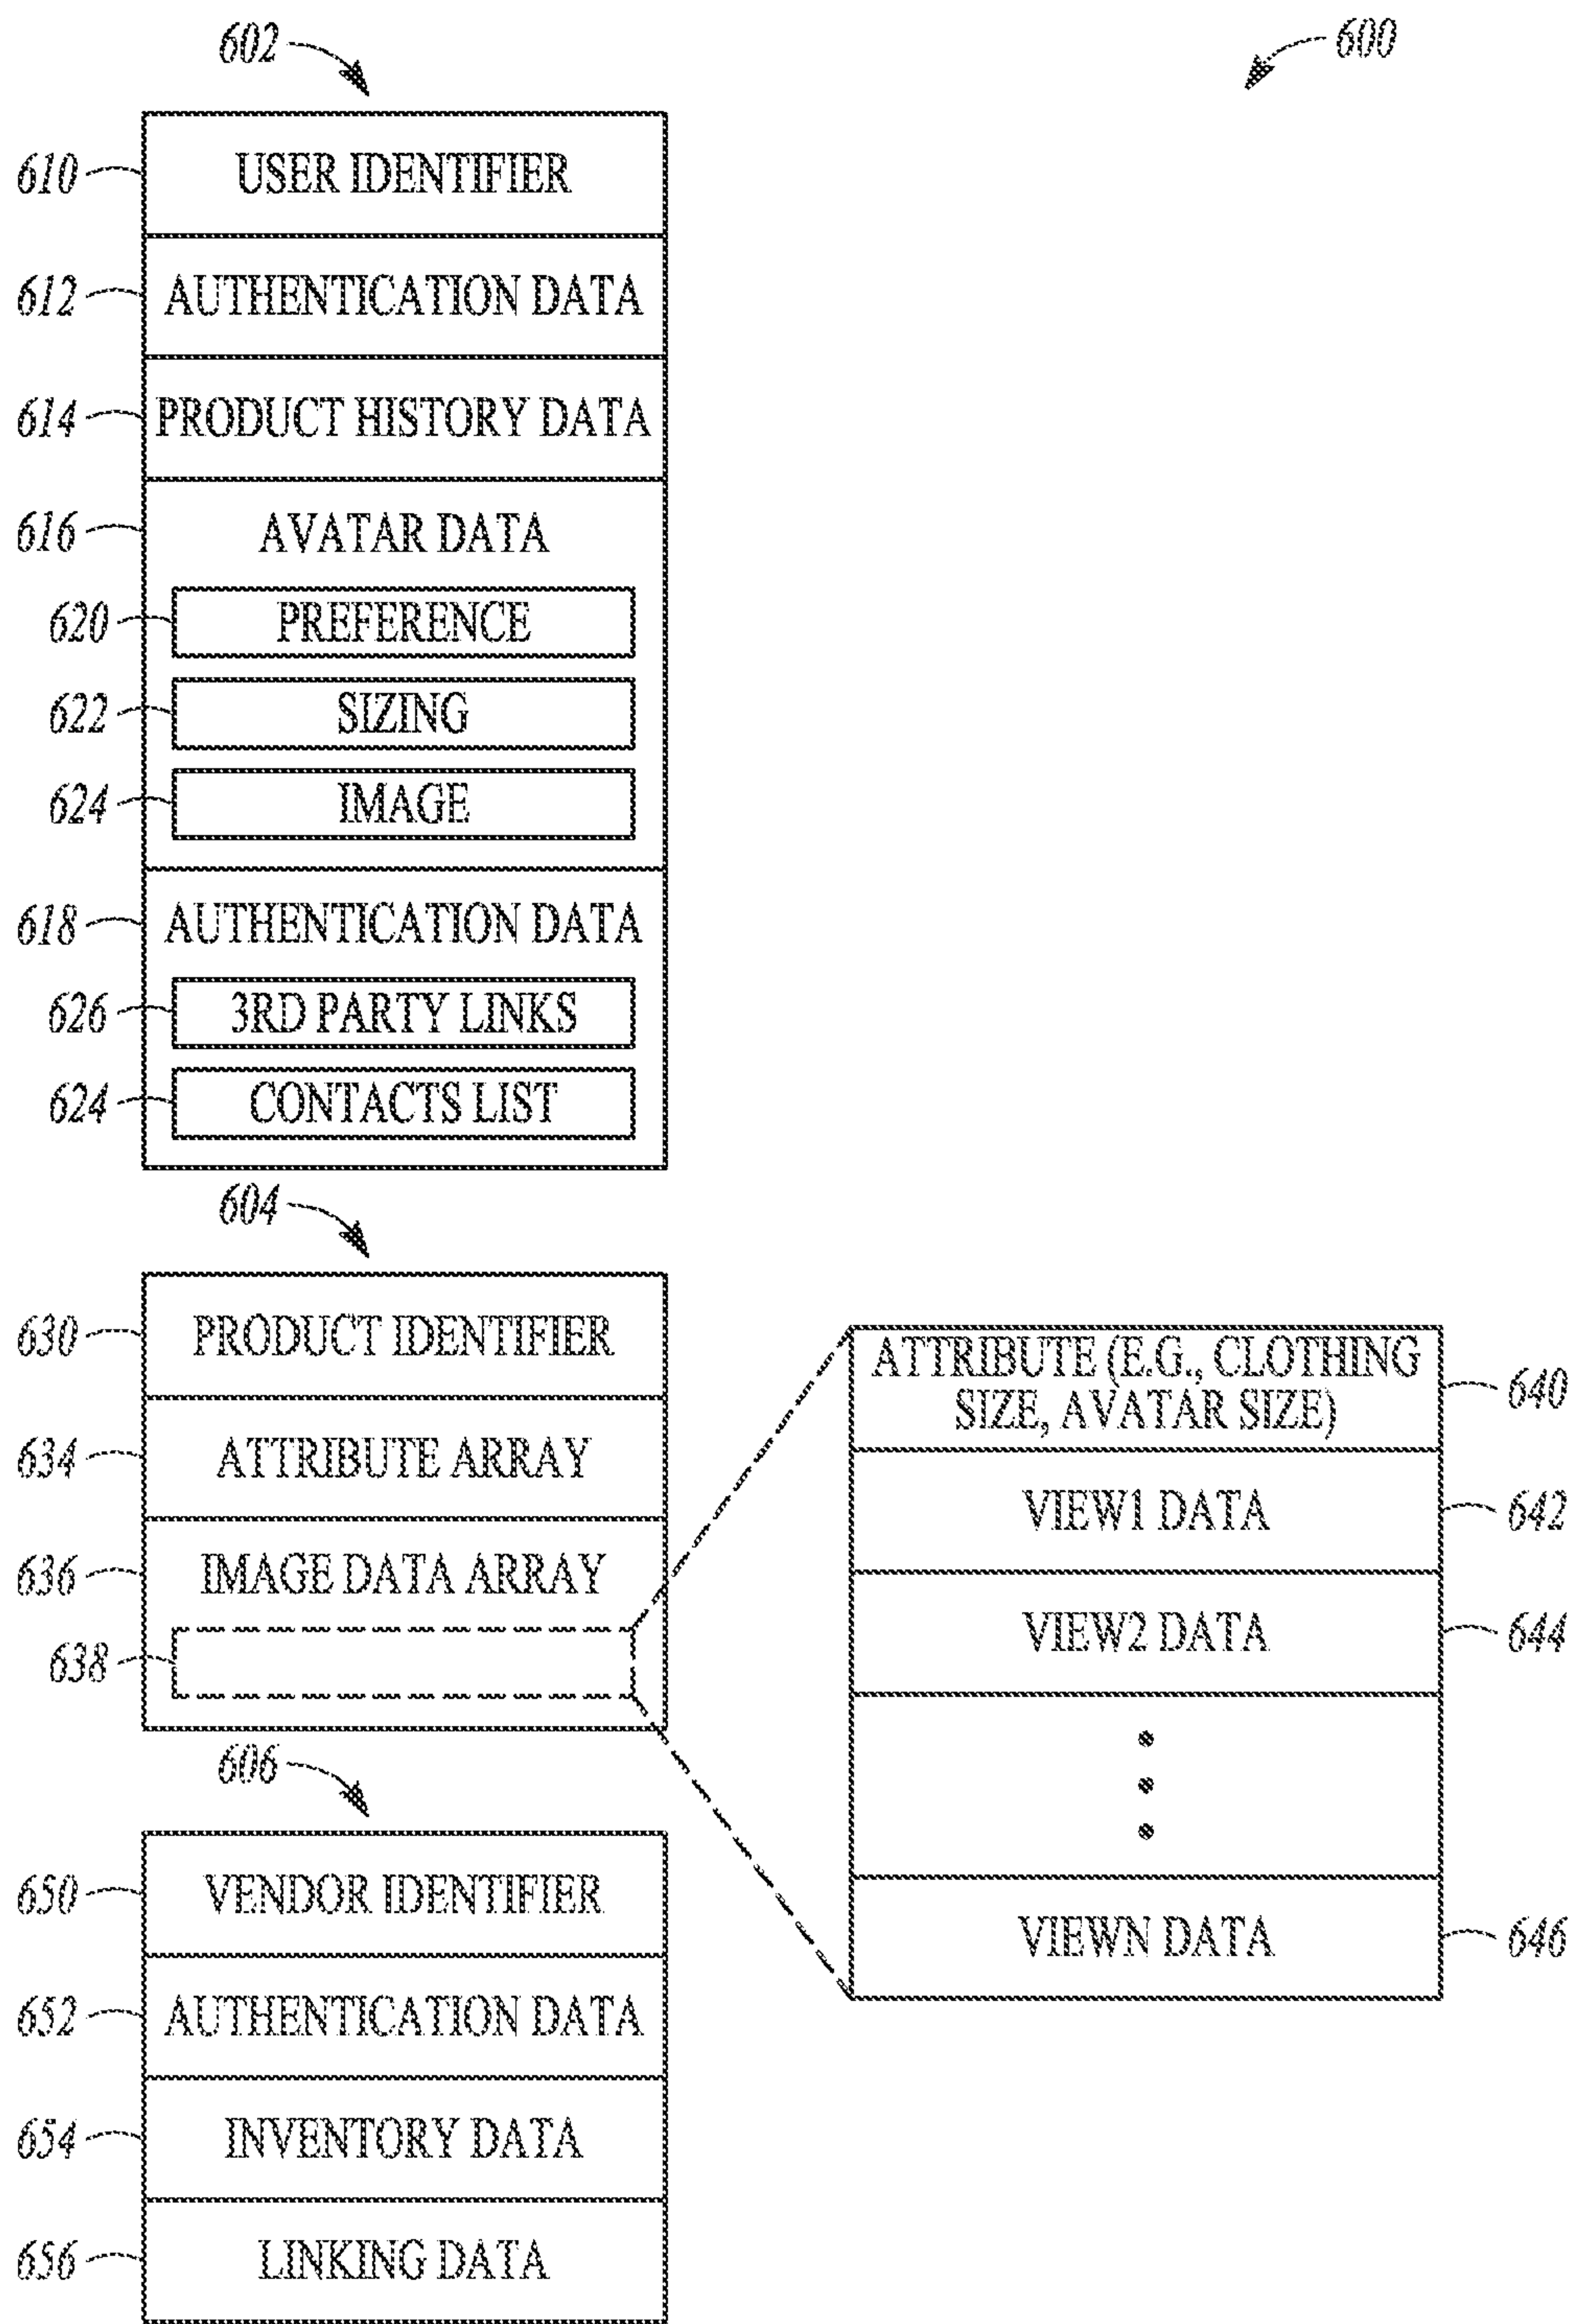 602
600
610
USER IDENTIFIER
612
AUTHENTICATION DATA
614
PRODUCT HISTORY DATA
616
AVATAR DATA
620
PREFERENCE
622
SIZING
624
IMAGE
618
AUTHENTICATION DATA
626
3RD PARTY LINKS
624
CONTACTS LIST
604
630
PRODUCT IDENTIFIER
634
ATTRIBUTE ARRAY
636
IMAGE DATA ARRAY
638
ATTRIBUTE (E.G., CLOTHING
SIZE, AVATAR SIZE)
640
VIEW1 DATA
642
VIEW2 DATA
644
VIEWN DATA
646
606
650
VENDOR IDENTIFIER
652
AUTHENTICATION DATA
654
INVENTORY DATA
656
LINKING DATA